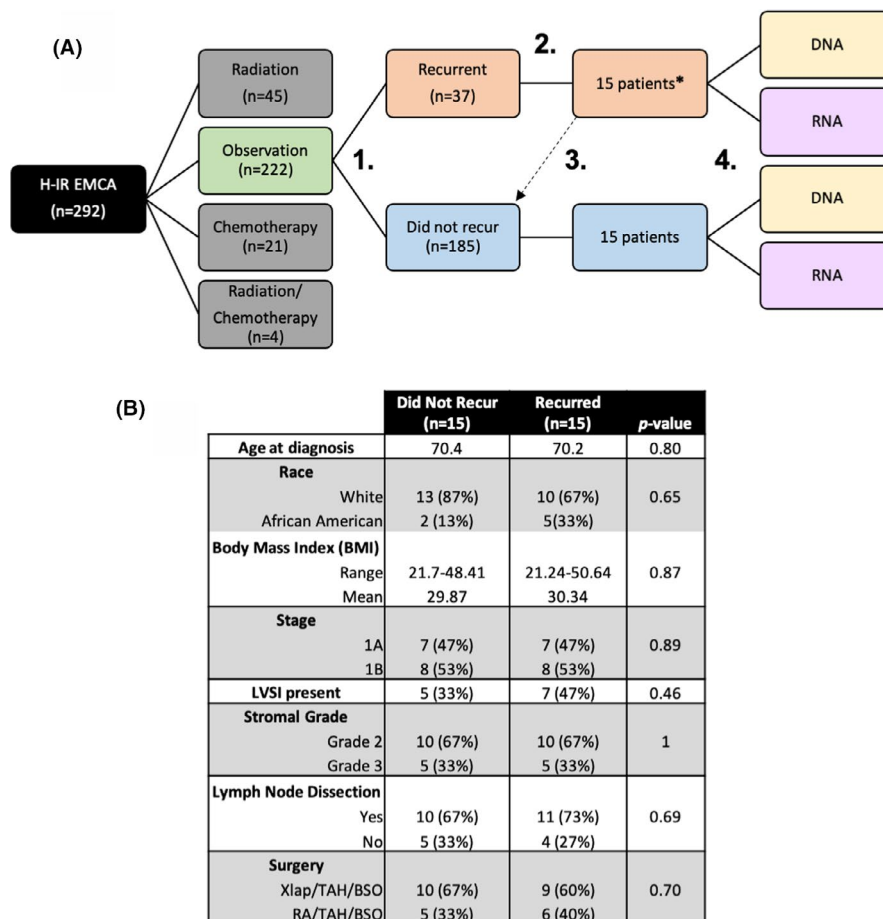 (A)
H-IR EMCA
(n=292)
Radiation
(n=45)
Observation
(n=222)
Chemotherapy
(n=21)
Radiation/
Chemotherapy
(n=4)
1.
Recurrent
(n=37)
Did not recur
(n=185)
2.
3.
15 patients*
15 patients
4.
DNA
RNA
DNA
RNA
(B)
Did Not Recur (n=15) Recurred (n=15) p-value
Age at diagnosis 70.4 70.2 0.80
Race
White 13 (87%) 10 (67%) 0.65
African American 2 (13%) 5(33%)
Body Mass Index (BMI)
Range 21.7-48.41 21.24-50.64 0.87
Mean 29.87 30.34
Stage
1A 7 (47%) 7 (47%) 0.89
1B 8 (53%) 8 (53%)
LVSI present 5 (33%) 7 (47%) 0.46
Stromal Grade
Grade 2 10 (67%) 10 (67%) 1
Grade 3 5 (33%) 5 (33%)
Lymph Node Dissection
Yes 10 (67%) 11 (73%) 0.69
No 5 (33%) 4 (27%)
Surgery
Xlap/TAH/BSO 10 (67%) 9 (60%) 0.70
RA/TAH/BSO 5 (33%) 6 (40%)